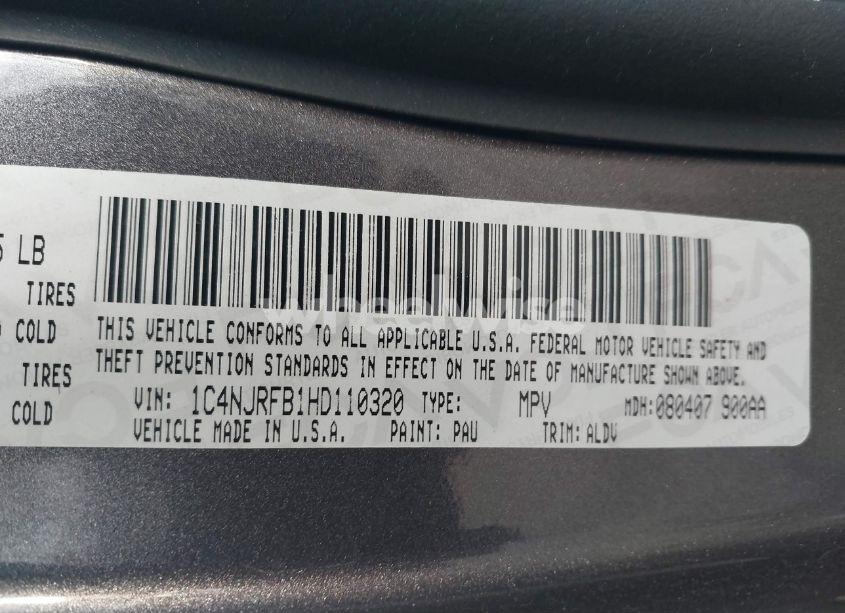 5 LB
TIRES
COLD
TIRES
COLD
THIS VEHICLE CONFORMS TO ALL APPLICABLE U.S.A. FEDERAL MOTOR VEHICLE SAFETY AND
THEFT PREVENTION STANDARDS IN EFFECT ON THE DATE OF MANUFACTURE SHOWN ABOVE.
VIN: 1C4NJRFB1HD110320 TYPE: MPV MDH:080407 900AA
VEHICLE MADE IN U.S.A. PAINT: PAU TRIM: ALDV
wheelwise